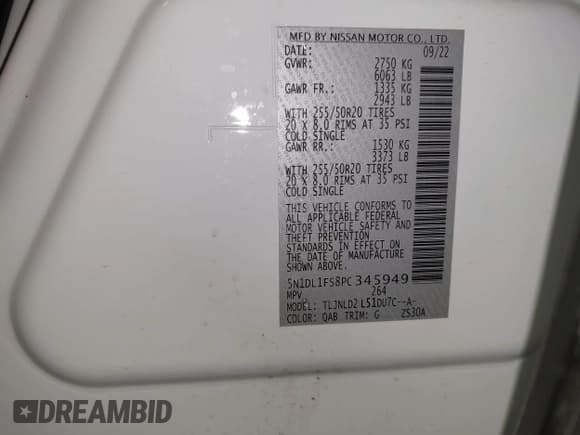 MFD BY NISSAN MOTOR CO., LTD.
DATE: 09/22
GVWR: 2750 KG
6063 LB
GAWR FR.: 1335 KG
2943 LB
WITH 255/50R20 TIRES
20 x 8.0 RIMS AT 35 PSI
COLD SINGLE
GAWR RR.: 1530 KG
3373 LB
WITH 255/50R20 TIRES
20 x 8.0 RIMS AT 35 PSI
COLD SINGLE
THIS VEHICLE CONFORMS TO
ALL APPLICABLE FEDERAL
MOTOR VEHICLE SAFETY AND
THEFT PREVENTION
STANDARDS IN EFFECT ON
THE DATE OF MANUFACTURE
SHOWN ABOVE.
5N1DL1FS8PC345949
MPV 264
MODEL: TLJNLD2 L51DU7C--A-
COLOR: QAB TRIM: G ZS30A
DREAMBID